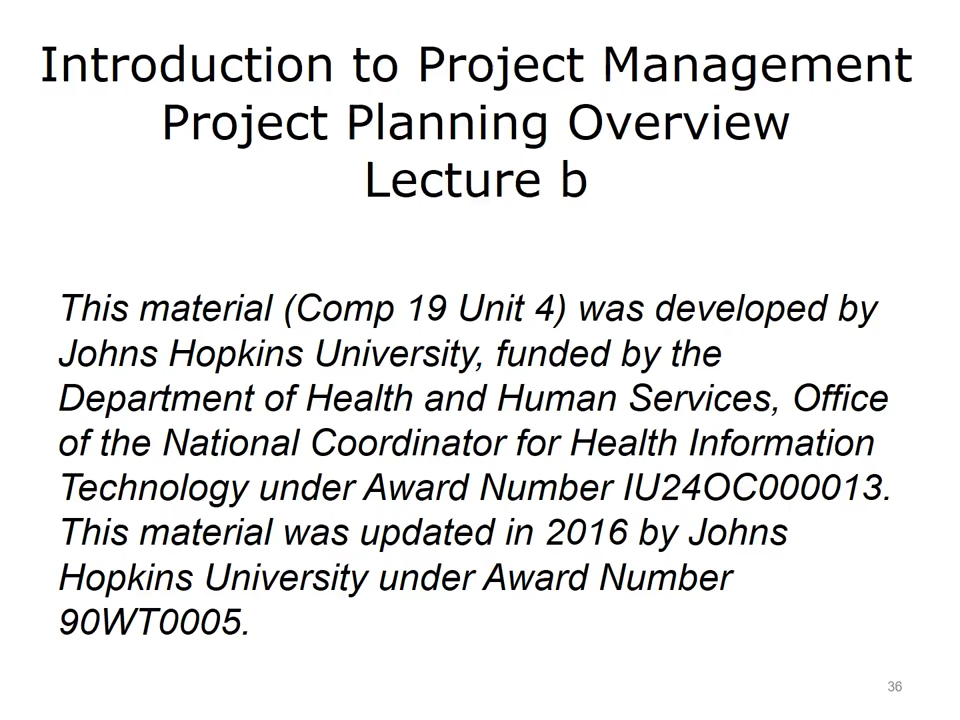 Introduction to Project Management
Project Planning Overview
Lecture b
This material (Comp 19 Unit 4) was developed by
Johns Hopkins University, funded by the
Department of Health and Human Services, Office
of the National Coordinator for Health Information
Technology under Award Number IU24OC000013.
This material was updated in 2016 by Johns
Hopkins University under Award Number
90WT0005.
36